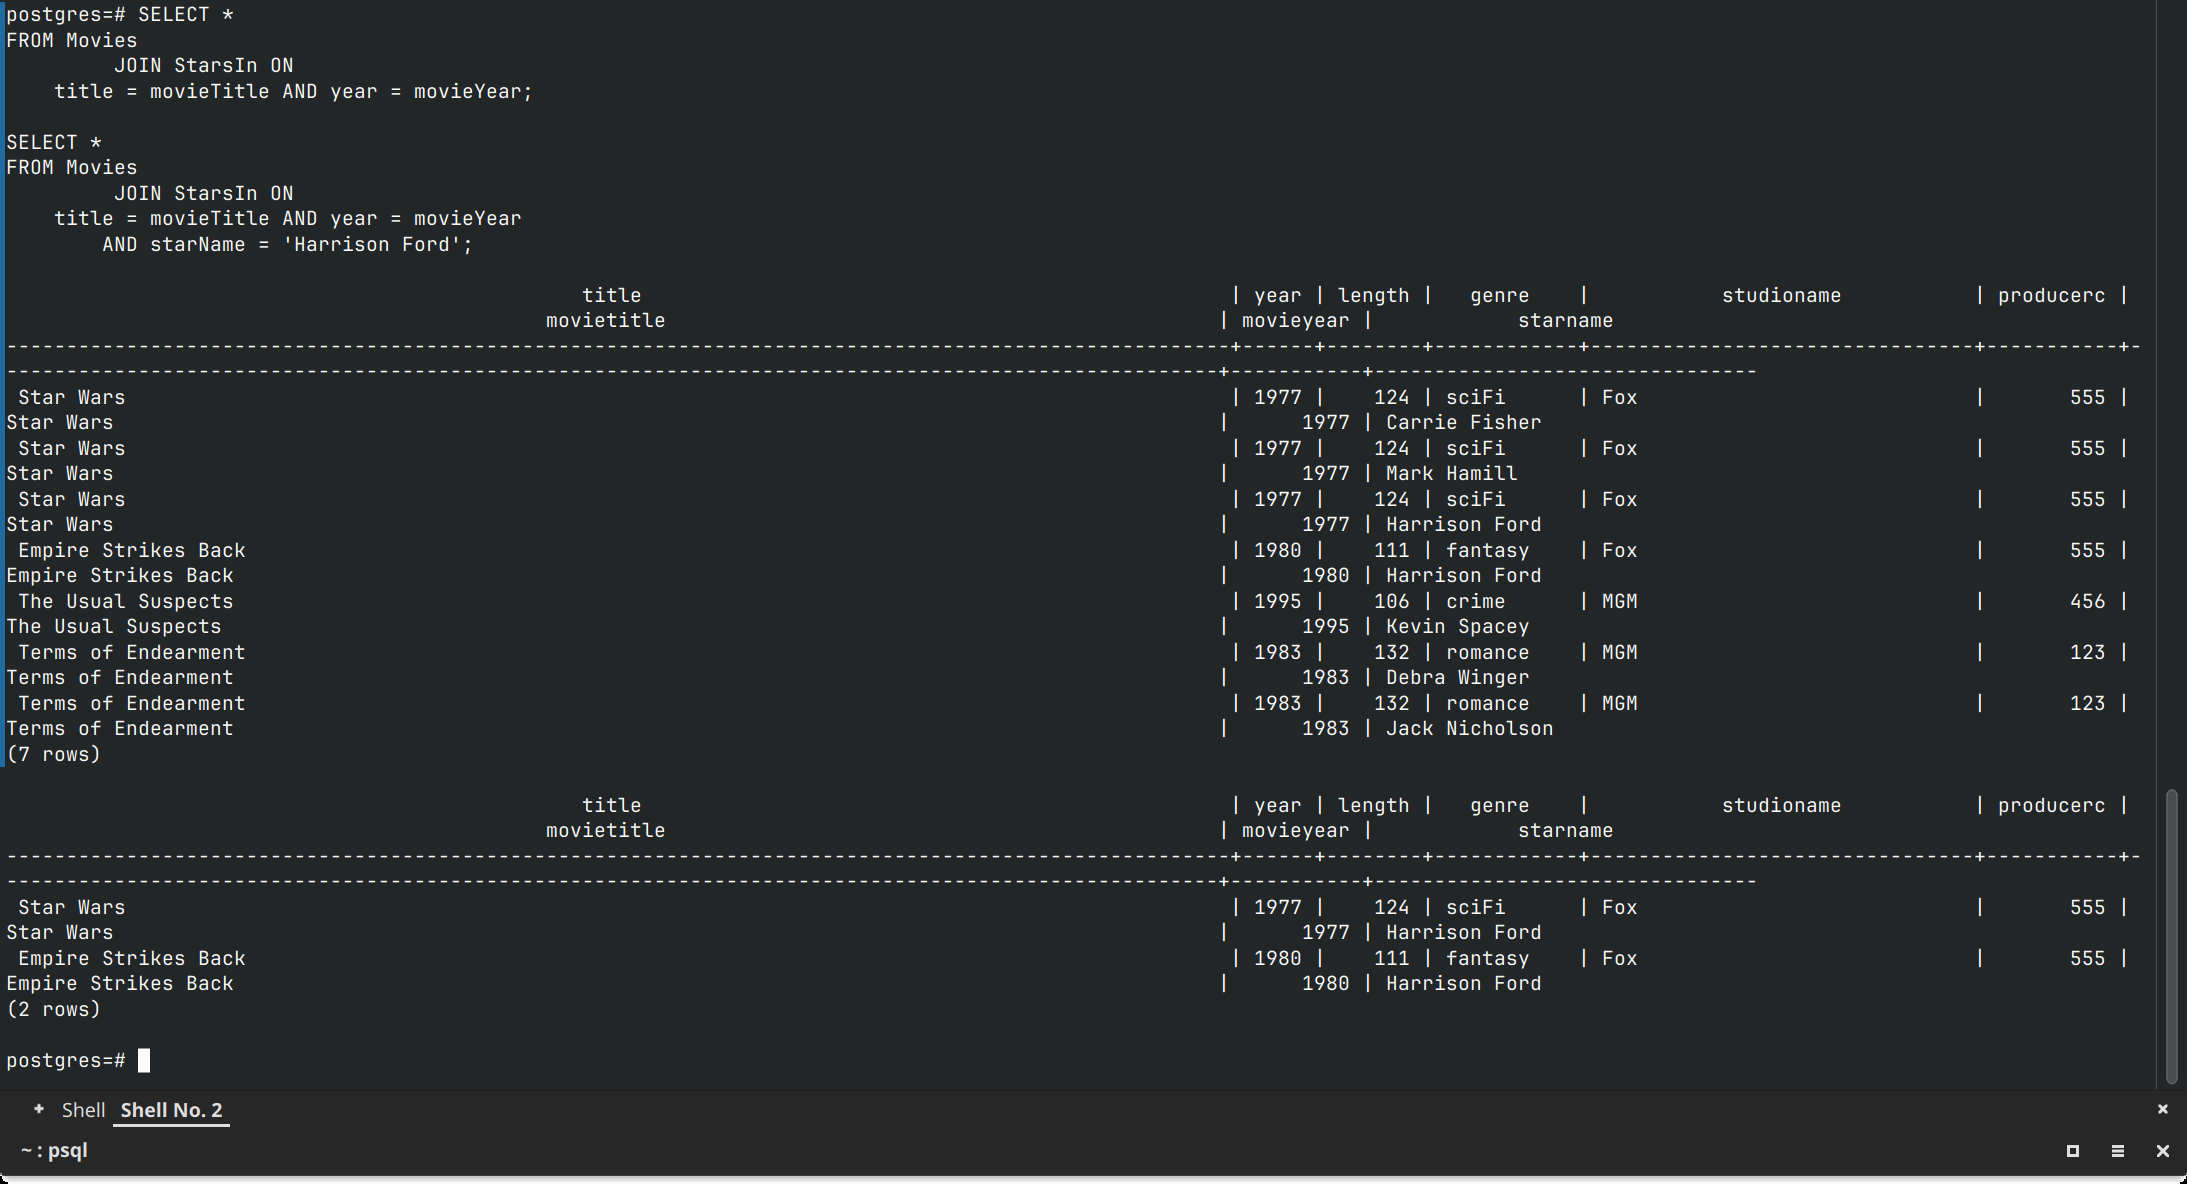 postgres=# SELECT *
FROM Movies
         JOIN StarsIn ON
    title = movieTitle AND year = movieYear;

SELECT *
FROM Movies
         JOIN StarsIn ON
    title = movieTitle AND year = movieYear
        AND starName = 'Harrison Ford';

title | year | length | genre | studioname | producerc |
movietitle | movieyear | starname
------+------+--------+------------+--------------------------------+-----------+-
------+-----------+--------------------------------
 Star Wars | 1977 | 124 | sciFi | Fox | 555 |
Star Wars | 1977 | Carrie Fisher
 Star Wars | 1977 | 124 | sciFi | Fox | 555 |
Star Wars | 1977 | Mark Hamill
 Star Wars | 1977 | 124 | sciFi | Fox | 555 |
Star Wars | 1977 | Harrison Ford
 Empire Strikes Back | 1980 | 111 | fantasy | Fox | 555 |
Empire Strikes Back | 1980 | Harrison Ford
 The Usual Suspects | 1995 | 106 | crime | MGM | 456 |
The Usual Suspects | 1995 | Kevin Spacey
 Terms of Endearment | 1983 | 132 | romance | MGM | 123 |
Terms of Endearment | 1983 | Debra Winger
 Terms of Endearment | 1983 | 132 | romance | MGM | 123 |
Terms of Endearment | 1983 | Jack Nicholson
(7 rows)

title | year | length | genre | studioname | producerc |
movietitle | movieyear | starname
------+------+--------+------------+--------------------------------+-----------+-
------+-----------+--------------------------------
 Star Wars | 1977 | 124 | sciFi | Fox | 555 |
Star Wars | 1977 | Harrison Ford
 Empire Strikes Back | 1980 | 111 | fantasy | Fox | 555 |
Empire Strikes Back | 1980 | Harrison Ford
(2 rows)

postgres=#
Shell Shell No. 2
~ : psql